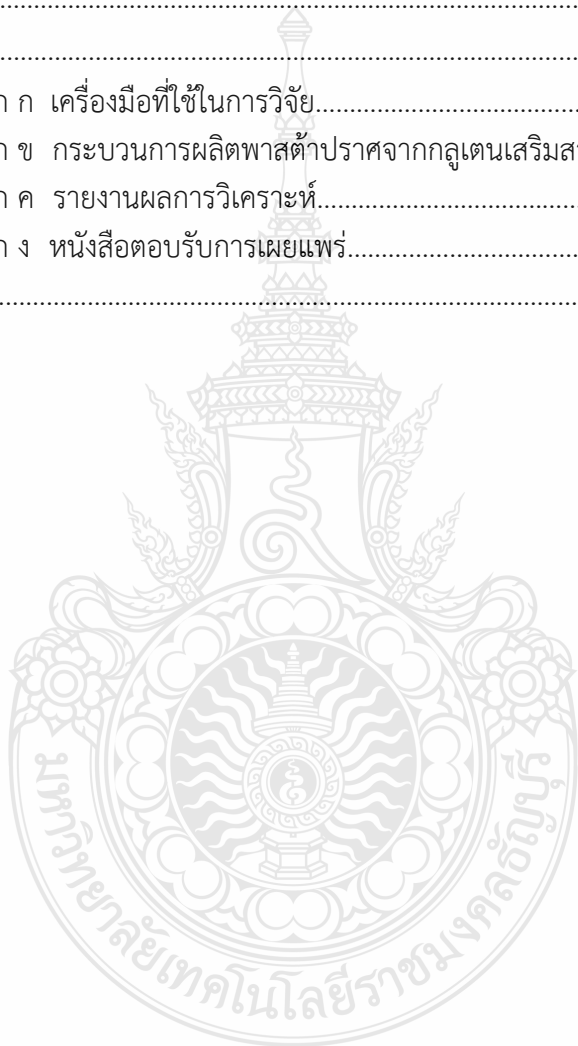 ....................................................................................
....................................................................................
ก ก เครื่องมือที่ใช้ในการวิจัย......................................
ก ข กระบวนการผลิตพาสต้าปราศจากกลูเตนเสริมส
ก ค รายงานผลการวิเคราะห์......................................
ก ง หนังสือตอบรับการเผยแพร่..................................
....................................................................................
มหาวิทยาลัยเทคโนโลยีราชมงคลธัญบุรี